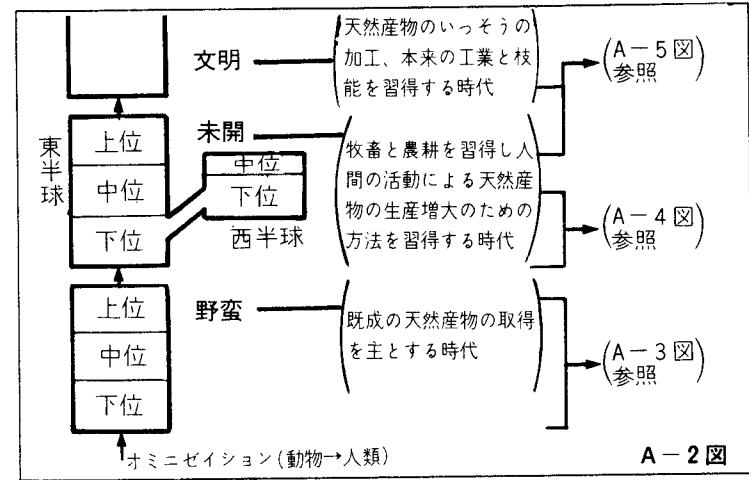 文明
天然産物のいっそうの
加工、本来の工業と技
能を習得する時代
(A-5図)
参照
東半球
上位
中位
下位
未開
中位
下位
西半球
牧畜と農耕を習得し人
間の活動による天然産
物の生産増大のための
方法を習得する時代
(A-4図)
参照
上位
中位
下位
野蛮
既成の天然産物の取得
を主とする時代
(A-3図)
参照
オミニゼイション(動物→人類)
A-2図